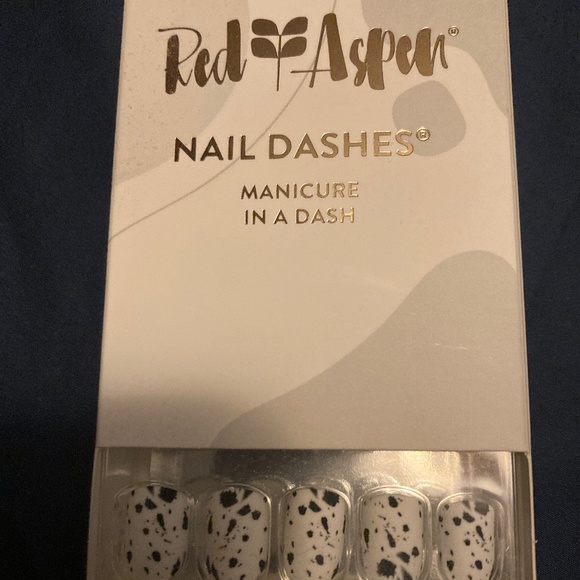 Red Aspen®
NAIL DASHES®
MANICURE
IN A DASH